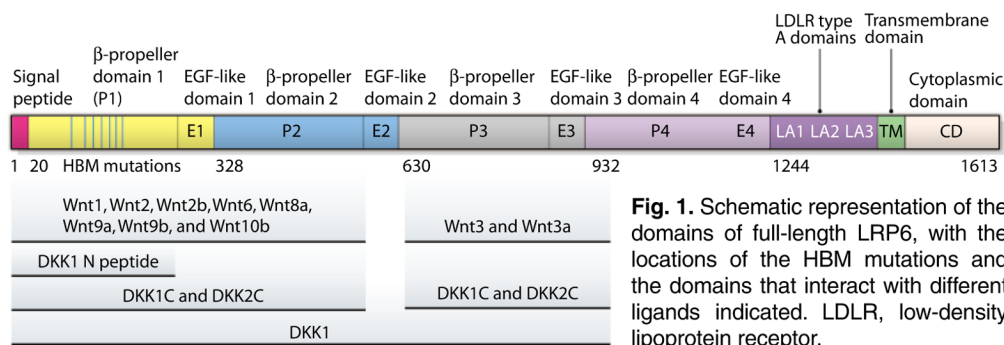 LDLR type
A domains
Transmembrane
domain
Signal
peptide
β-propeller
domain 1
(P1)
EGF-like
domain 1
β-propeller
domain 2
EGF-like
domain 2
β-propeller
domain 3
EGF-like
domain 3
β-propeller
domain 4
EGF-like
domain 4
Cytoplasmic
domain
E1 P2 E2 P3 E3 P4 E4 LA1 LA2 LA3 TM CD
1 20 HBM mutations 328 630 932 1244 1613
Wnt1, Wnt2, Wnt2b, Wnt6, Wnt8a,
Wnt9a, Wnt9b, and Wnt10b
Wnt3 and Wnt3a
DKK1 N peptide
DKK1C and DKK2C
DKK1C and DKK2C
DKK1
Fig. 1. Schematic representation of the
domains of full-length LRP6, with the
locations of the HBM mutations and
the domains that interact with different
ligands indicated. LDLR, low-density
lipoprotein receptor.